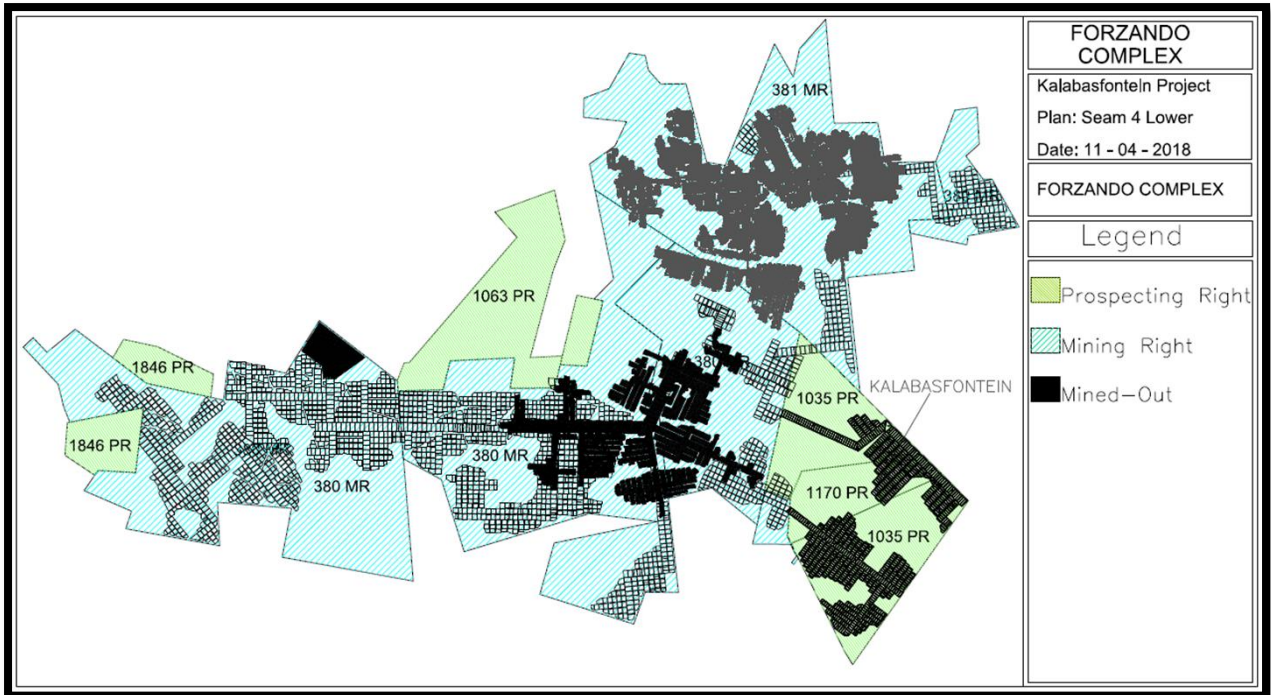 FORZANDO
COMPLEX
Kalabasfontein Project
Plan: Seam 4 Lower
Date: 11 - 04 - 2018
FORZANDO COMPLEX
Legend
Prospecting Right
Mining Right
Mined-Out
381 MR
1063 PR
1846 PR
1846 PR
380 MR
380 MR
1035 PR
KALABASFONTEIN
1170 PR
1035 PR